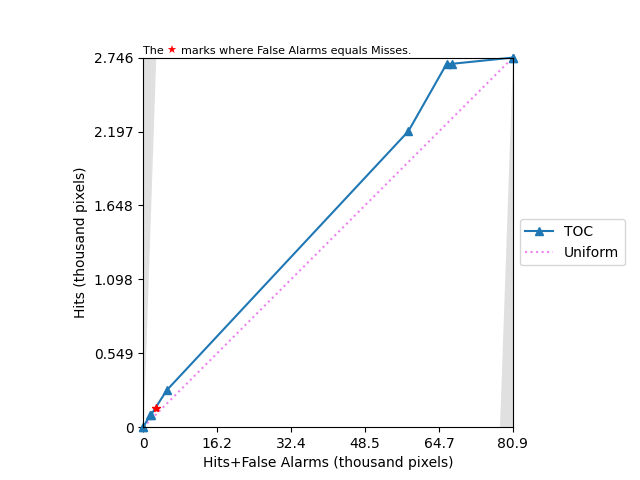 The ★ marks where False Alarms equals Misses.
2.746
2.197
1.648
1.098
0.549
0
Hits (thousand pixels)
0 16.2 32.4 48.5 64.7 80.9
Hits+False Alarms (thousand pixels)
TOC
Uniform